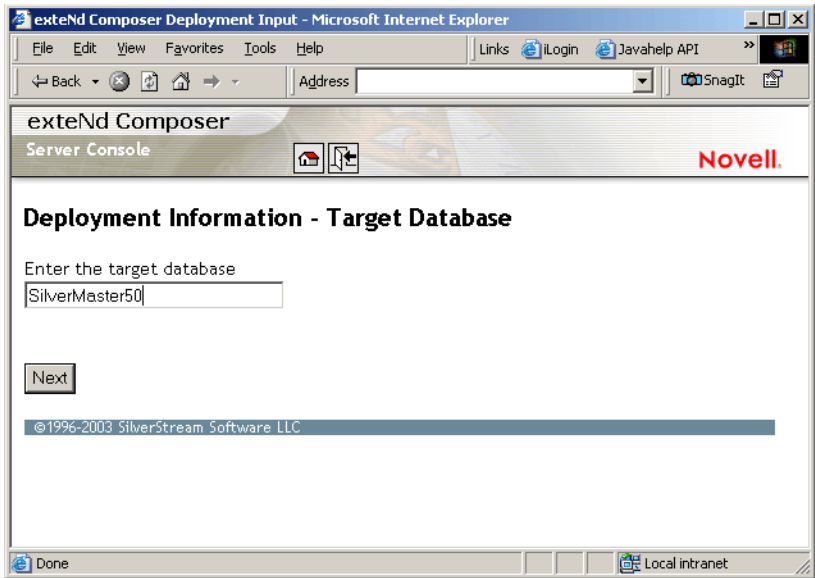 exteNd Composer Deployment Input - Microsoft Internet Explorer
File Edit View Favorites Tools Help Links iLogin Javahelp API »
Back Address SnagIt
exteNd Composer
Server Console
Novell.
Deployment Information - Target Database
Enter the target database
SilverMaster50
Next
©1996-2003 SilverStream Software LLC
Done Local intranet